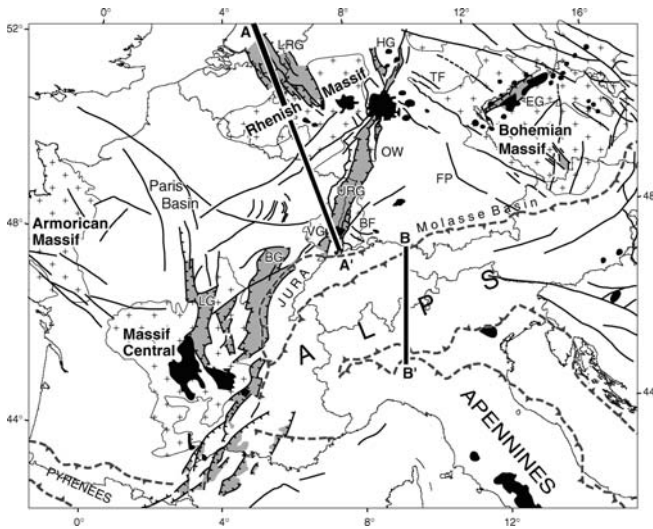 0° 4° 8° 12° 16°
52°
A
LRG
HG
Rhenish Massif
TF
EG
Bohemian
Massif
OW
Paris
Basin
URG
FP
Armorican
Massif
48°
VG
BF
Molasse Basin
48°
BG
A'
B
JURA
LG
ALPS
Massif
Central
B'
44°
44°
APENNINES
PYRENEES
0° 4° 8° 12°